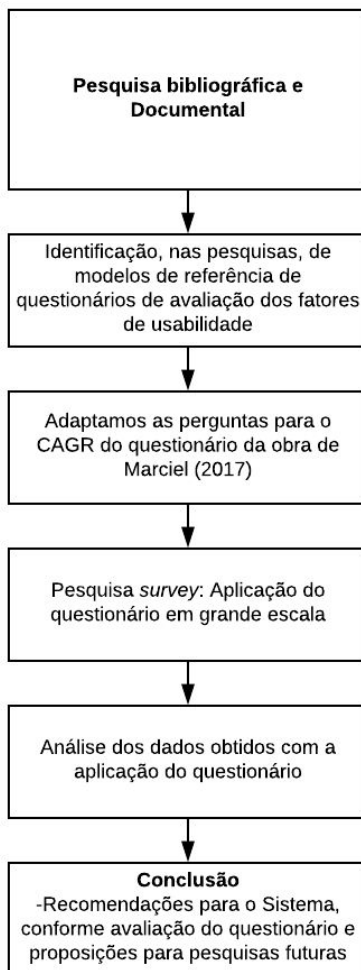 Pesquisa bibliográfica e
Documental
Identificação, nas pesquisas, de
modelos de referência de
questionários de avaliação dos fatores
de usabilidade
Adaptamos as perguntas para o
CAGR do questionário da obra de
Marciel (2017)
Pesquisa survey: Aplicação do
questionário em grande escala
Análise dos dados obtidos com a
aplicação do questionário
Conclusão
-Recomendações para o Sistema,
conforme avaliação do questionário e
proposições para pesquisas futuras